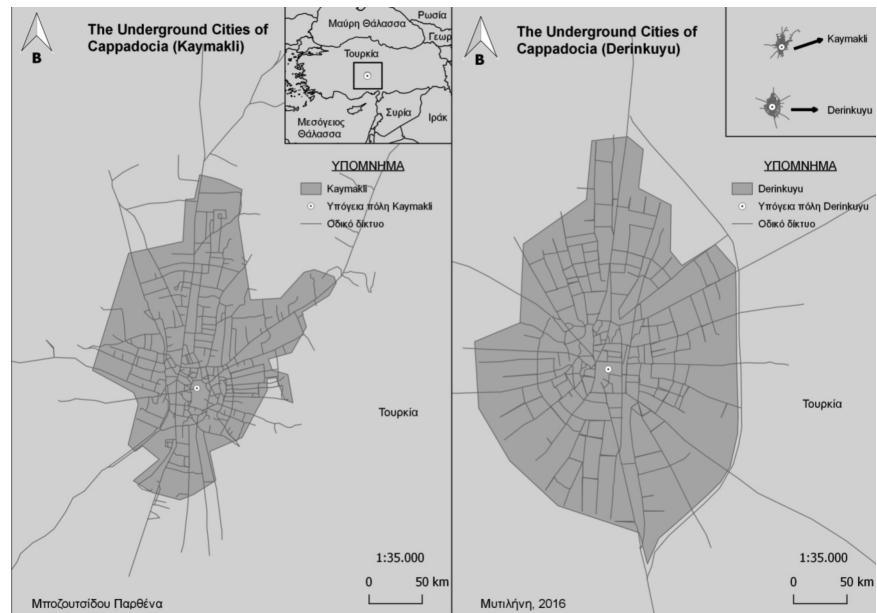 The Underground Cities of
Cappadocia (Kaymakli)
Β
Ρωσία
Μαύρη Θάλασσα
Γεωρ
Τουρκία
Συρία
Ιράκ
Μεσόγειος
Θάλασσα
ΥΠΟΜΝΗΜΑ
Kaymakli
Υπόγεια πόλη Kaymakli
Οδικό δίκτυο
Τουρκία
1:35.000
0 50 km
Μποζουτσίδου Παρθένα
The Underground Cities of
Cappadocia (Derinkuyu)
Β
Kaymakli
Derinkuyu
ΥΠΟΜΝΗΜΑ
Derinkuyu
Υπόγεια πόλη Derinkuyu
Οδικό δίκτυο
Τουρκία
1:35.000
0 50 km
Μυτιλήνη, 2016